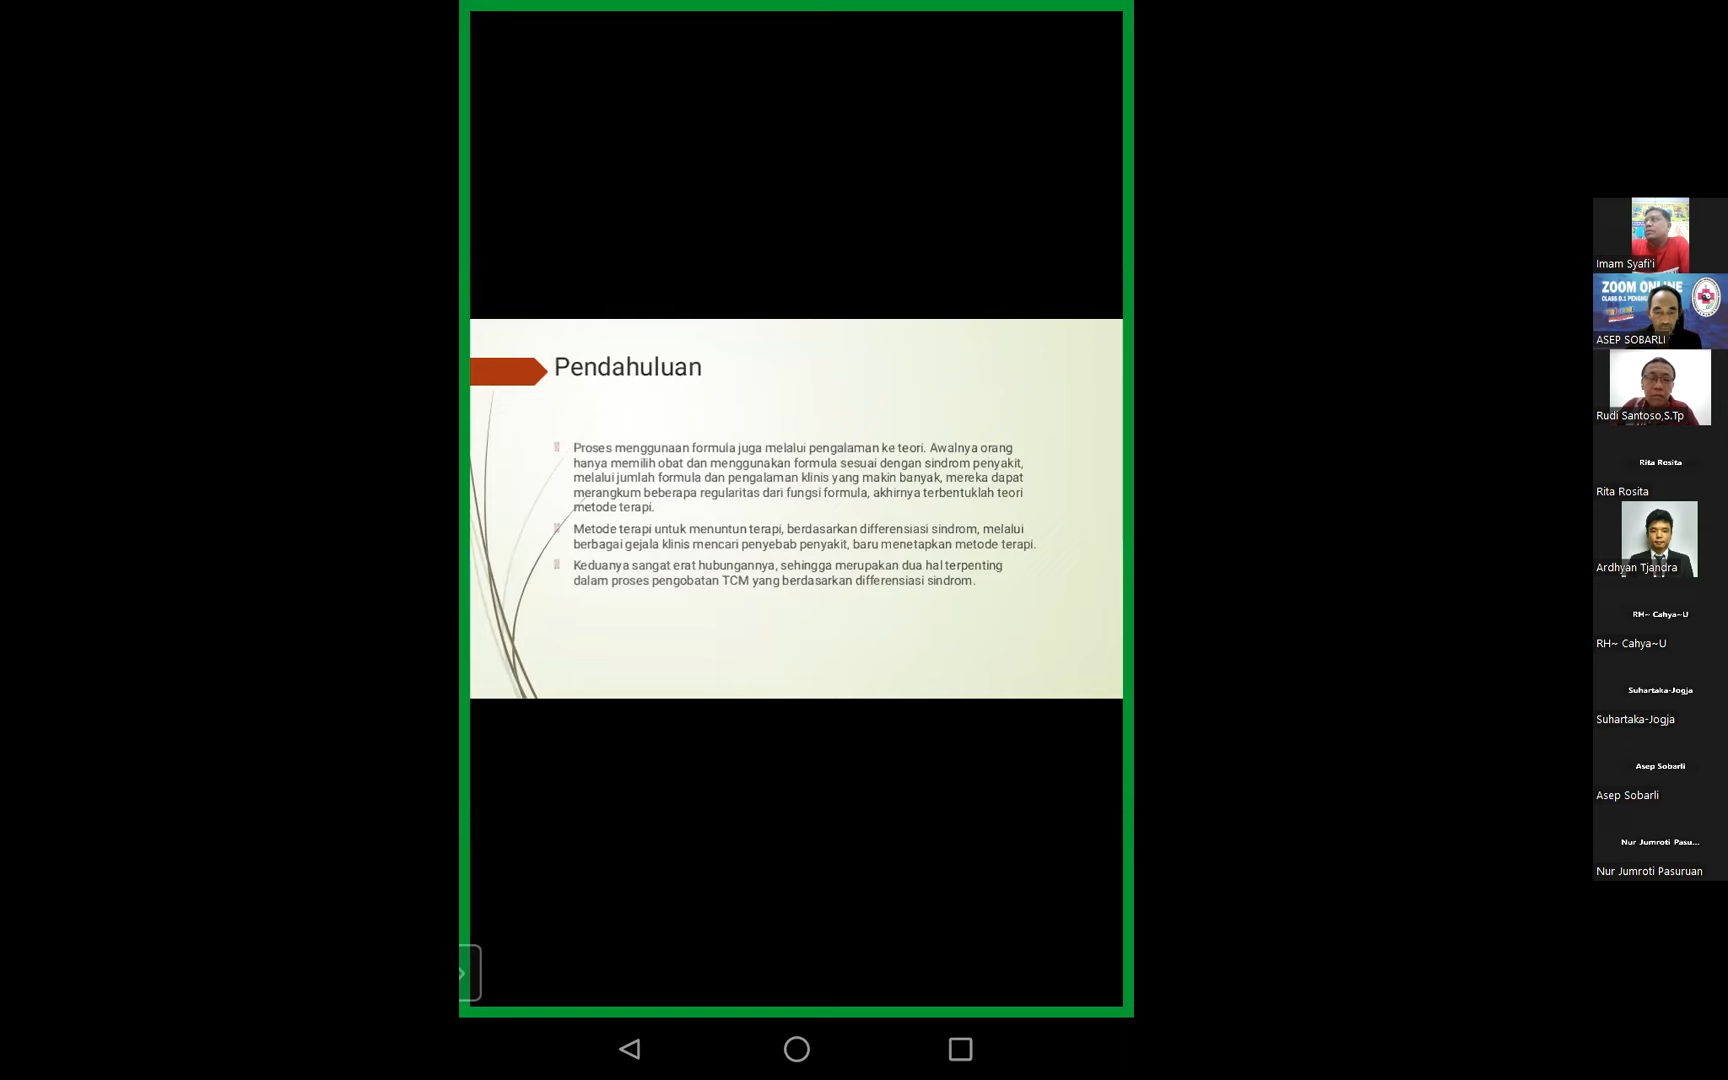 Pendahuluan
Proses menggunaan formula juga melalui pengalaman ke teori. Awalnya orang
hanya memilih obat dan menggunakan formula sesuai dengan sindrom penyakit,
melalui jumlah formula dan pengalaman klinis yang makin banyak, mereka dapat
merangkum beberapa regularitas dari fungsi formula, akhirnya terbentuklah teori
metode terapi.
Metode terapi untuk menuntun terapi, berdasarkan differensiasi sindrom, melalui
berbagai gejala klinis mencari penyebab penyakit, baru menetapkan metode terapi.
Keduanya sangat erat hubungannya, sehingga merupakan dua hal terpenting
dalam proses pengobatan TCM yang berdasarkan differensiasi sindrom.
Imam Syafi'i
ZOOM ONLINE
ASEP SOBARLI
Rudi Santoso,S.Tp
Rita Rosita
Rita Rosita
Ardhyan Tjandra
RH~ Cahya~U
RH~ Cahya~U
Suhartaka-Jogja
Suhartaka-Jogja
Asep Sobarli
Asep Sobarli
Nur Jumroti Pasu...
Nur Jumroti Pasuruan